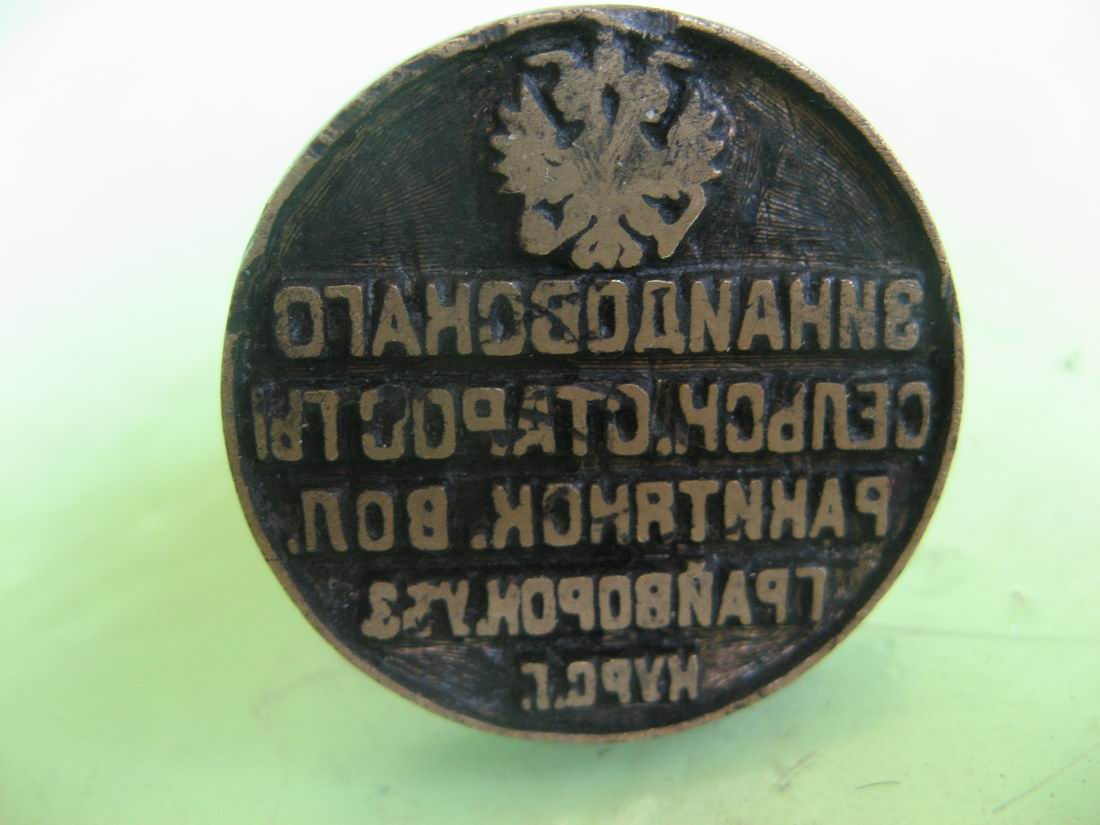 ЗИНАИДОВСКАГО
СЕЛЬСК. СТАРОСТЫ
РАКИТЯНСК. ВОЛ.
ГРАЙВОРОН. УѢЗ
КУРС. Г.